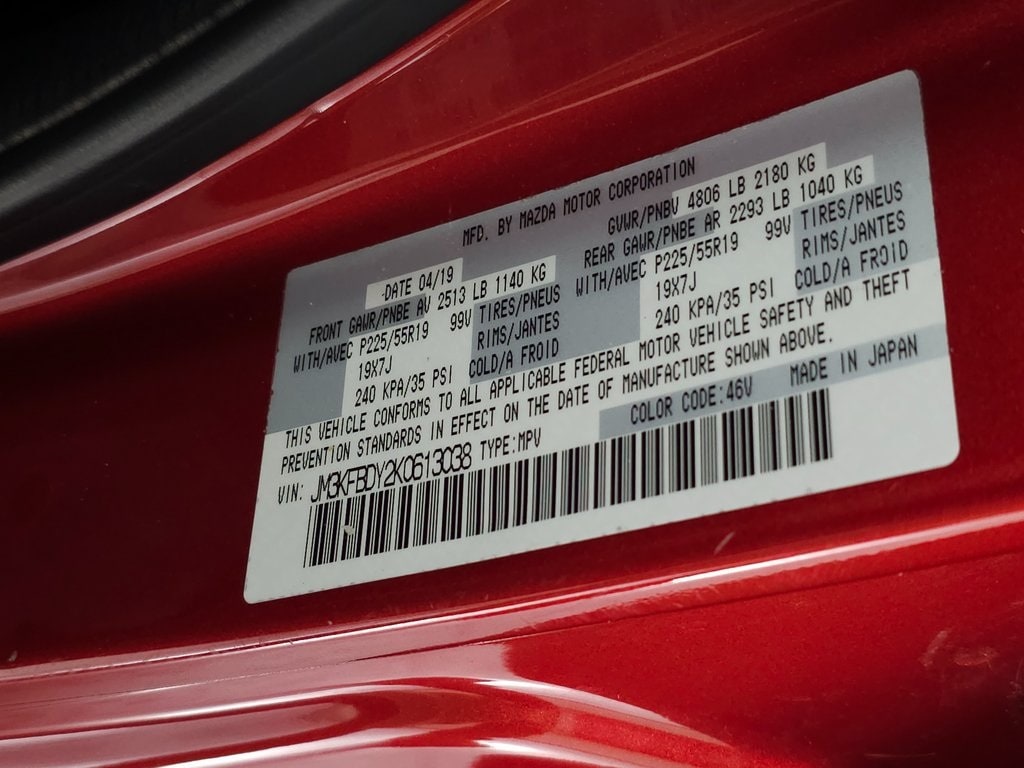 MFD. BY MAZDA MOTOR CORPORATION
DATE 04/19
GVWR/PNBV 4806 LB 2180 KG
FRONT GAWR/PNBE AV 2513 LB 1140 KG
REAR GAWR/PNBE AR 2293 LB 1040 KG
WITH/AVEC P225/55R19 99V TIRES/PNEUS
WITH/AVEC P225/55R19 99V TIRES/PNEUS
19X7J RIMS/JANTES
19X7J RIMS/JANTES
240 KPA/35 PSI COLD/A FROID
240 KPA/35 PSI COLD/A FROID
THIS VEHICLE CONFORMS TO ALL APPLICABLE FEDERAL MOTOR VEHICLE SAFETY AND THEFT
PREVENTION STANDARDS IN EFFECT ON THE DATE OF MANUFACTURE SHOWN ABOVE.
VIN: JM3KFBDY2K0613038 TYPE:MPV
COLOR CODE:46V MADE IN JAPAN